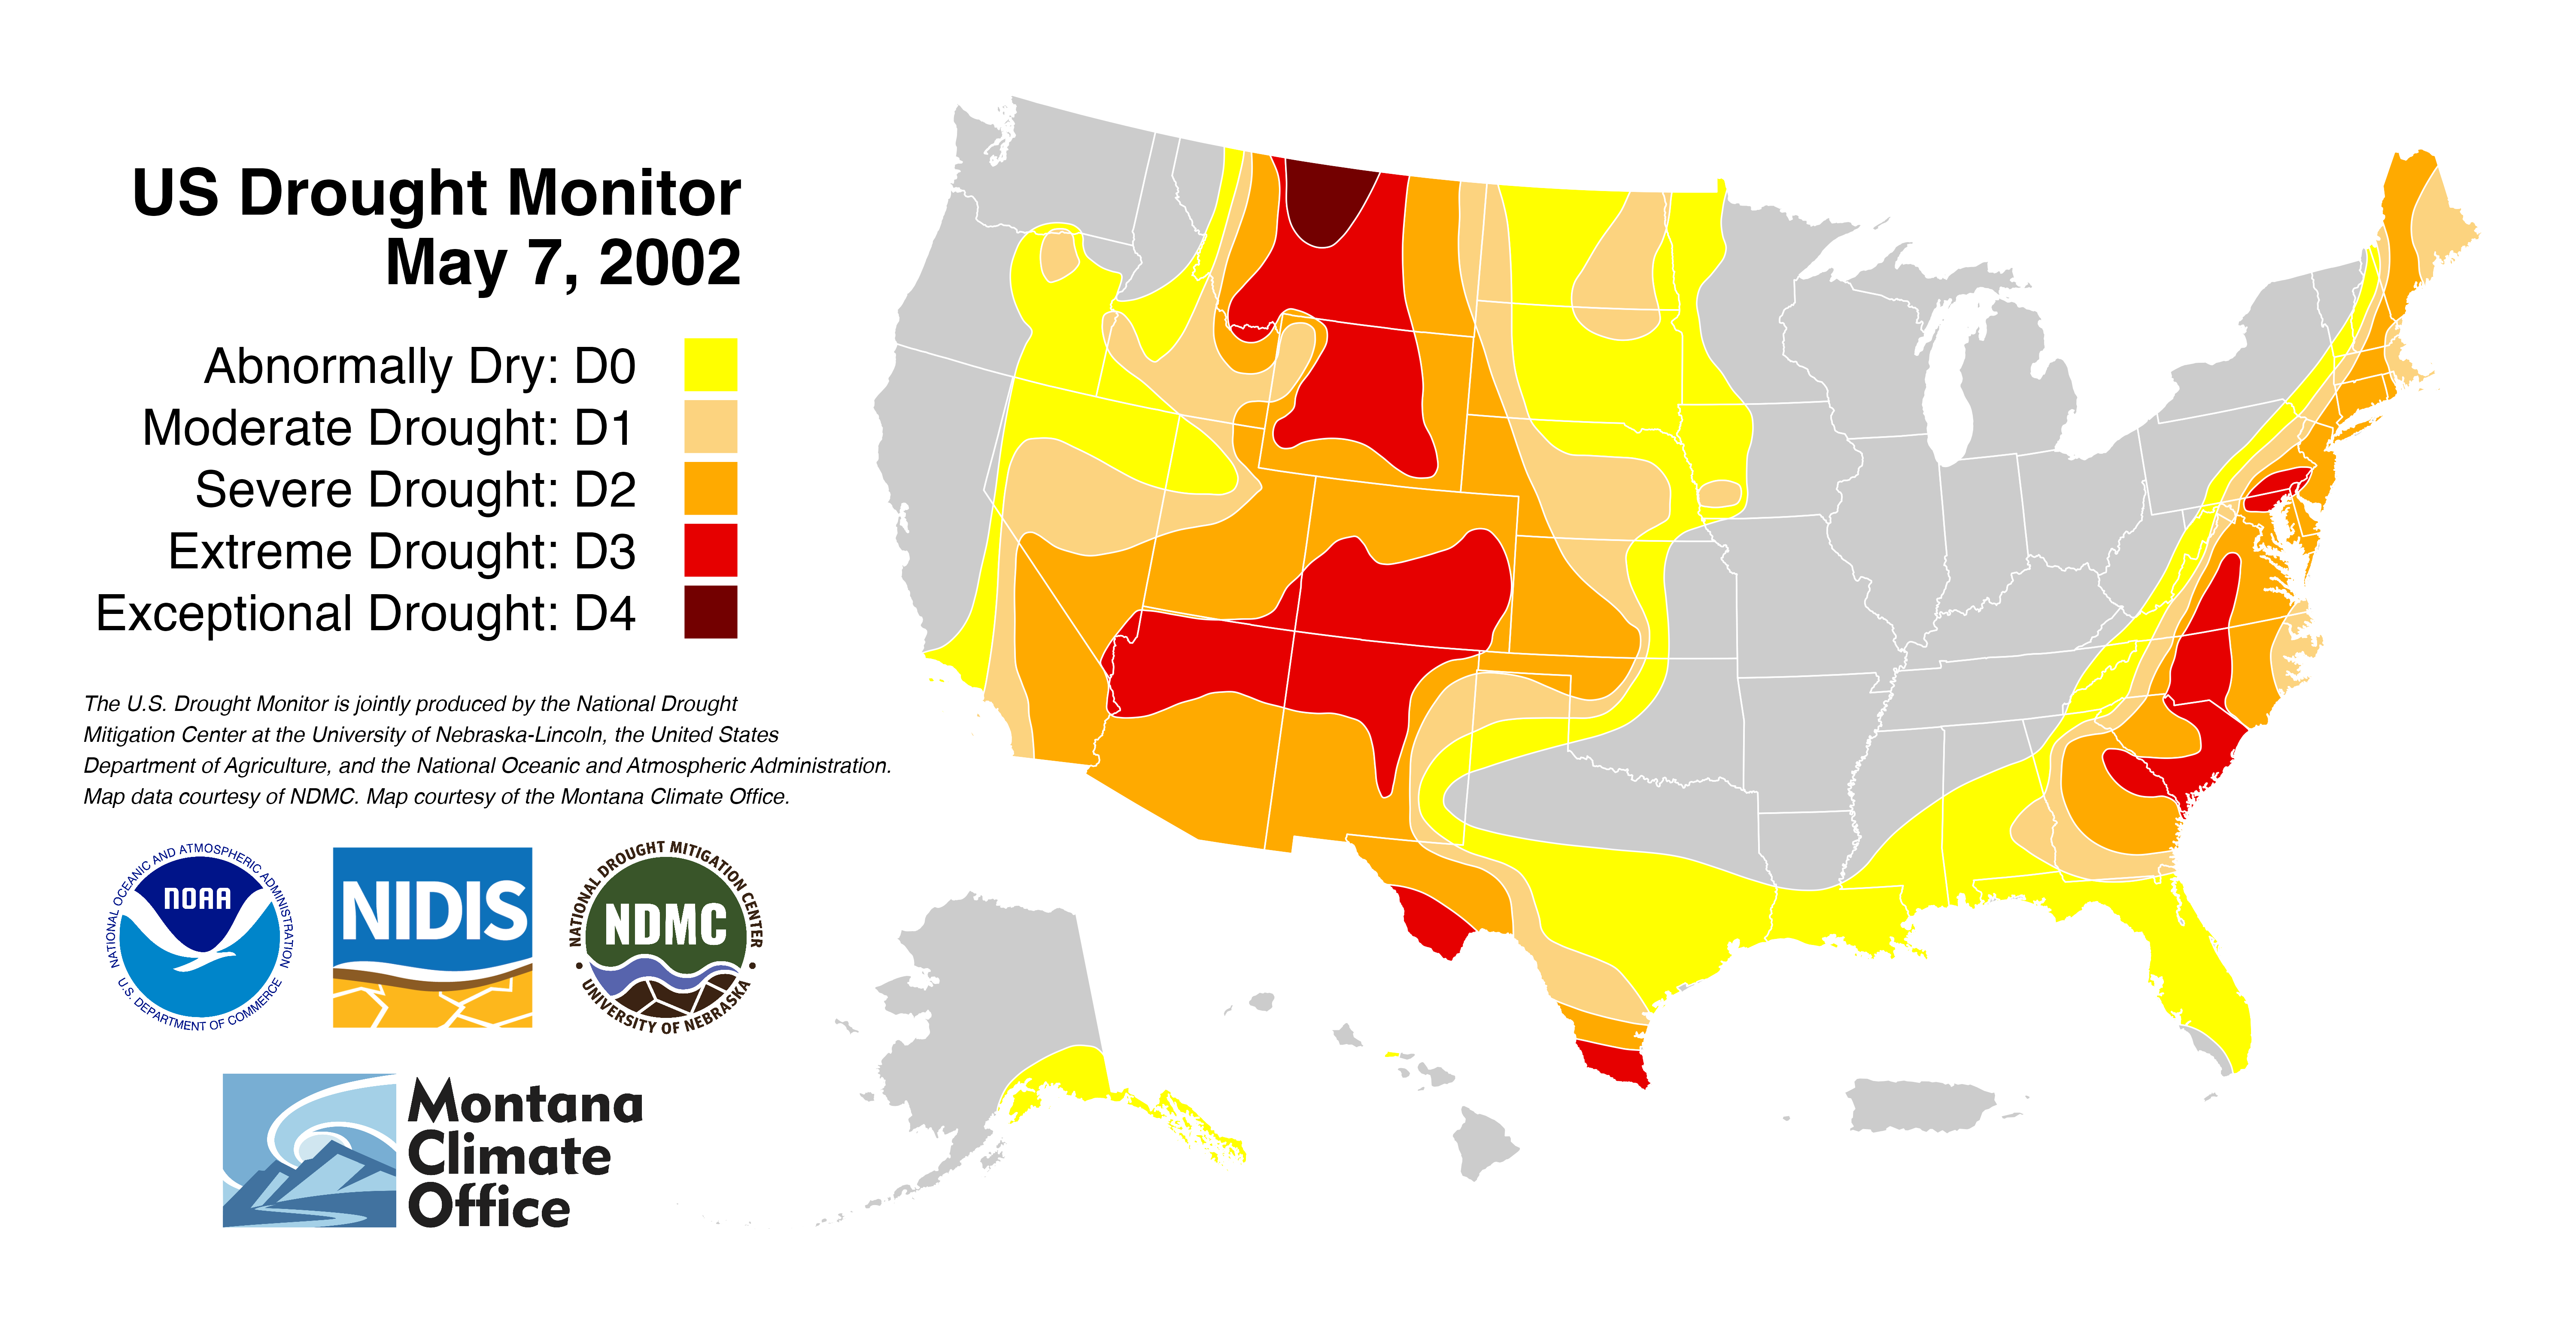 US Drought Monitor
May 7, 2002
Abnormally Dry: D0
Moderate Drought: D1
Severe Drought: D2
Extreme Drought: D3
Exceptional Drought: D4
The U.S. Drought Monitor is jointly produced by the National Drought
Mitigation Center at the University of Nebraska-Lincoln, the United States
Department of Agriculture, and the National Oceanic and Atmospheric Administration.
Map data courtesy of NDMC. Map courtesy of the Montana Climate Office.
NATIONAL OCEANIC AND ATMOSPHERIC ADMINISTRATION
NOAA
U.S. DEPARTMENT OF COMMERCE
NIDIS
NATIONAL DROUGHT MITIGATION CENTER
NDMC
UNIVERSITY OF NEBRASKA
Montana
Climate
Office